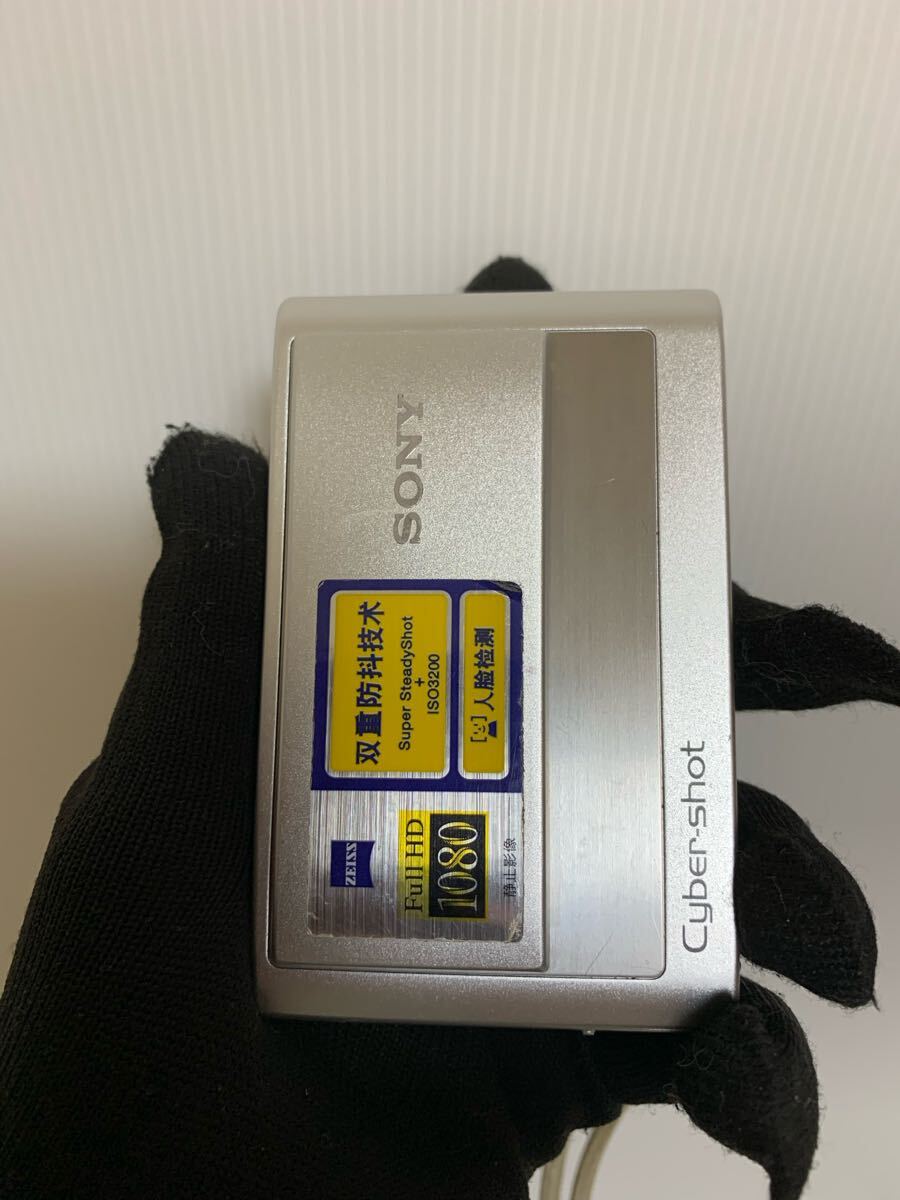 SONY
双重防抖技术
Super SteadyShot
+
ISO3200
人脸检测
ZEISS
Full HD
1080
静止影像
Cyber-shot